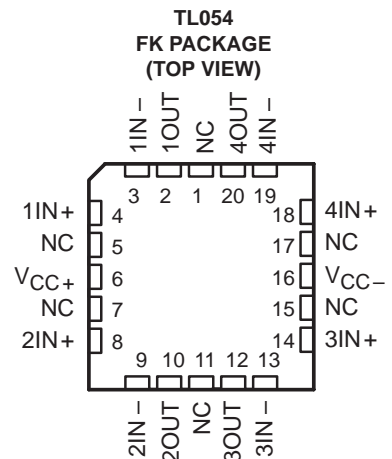 TL054
FK PACKAGE
(TOP VIEW)
1IN –
1OUT
NC
4OUT
4IN –
3 2 1 20 19
1IN + 4
NC 5
VCC+ 6
NC 7
2IN + 8
18 4IN +
17 NC
16 VCC–
15 NC
14 3IN +
9 10 11 12 13
2IN –
2OUT
NC
3OUT
3IN –